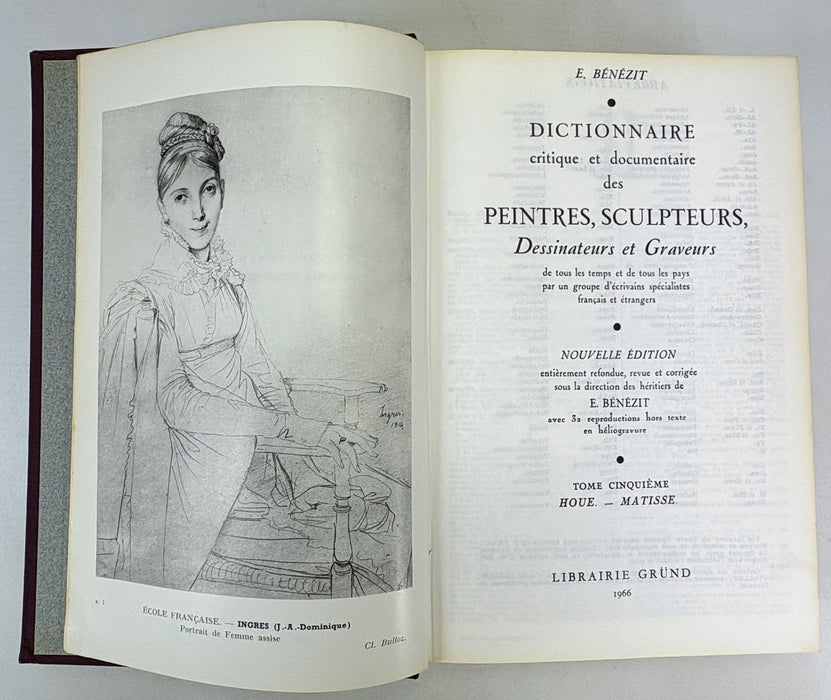 Ingres.
ÉCOLE FRANÇAISE. — INGRES (J.-A.-Dominique)
Portrait de Femme assise
Cl. Bulloz.
E. BÉNÉZIT
DICTIONNAIRE
critique et documentaire
des
PEINTRES, SCULPTEURS,
Dessinateurs et Graveurs
de tous les temps et de tous les pays
par un groupe d'écrivains spécialistes
français et étrangers
NOUVELLE ÉDITION
entièrement refondue, revue et corrigée
sous la direction des héritiers de
E. BÉNÉZIT
avec 32 reproductions hors texte
en héliogravure
TOME CINQUIÈME
HOUE. — MATISSE.
LIBRAIRIE GRÜND
1966